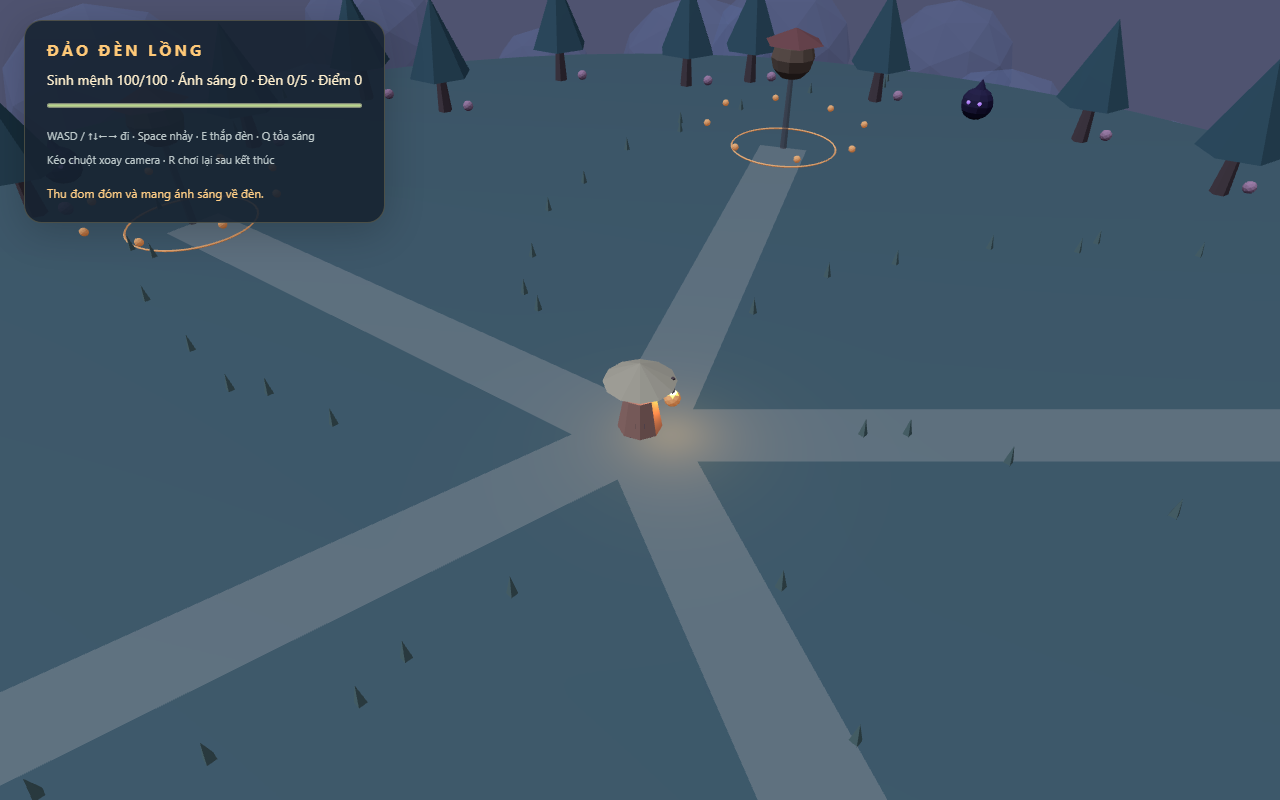 ĐẢO ĐÈN LỒNG
Sinh mệnh 100/100 · Ánh sáng 0 · Đèn 0/5 · Điểm 0
WASD / ↑↓←→ đi · Space nhảy · E thắp đèn · Q tỏa sáng
Kéo chuột xoay camera · R chơi lại sau kết thúc
Thu đom đóm và mang ánh sáng về đèn.